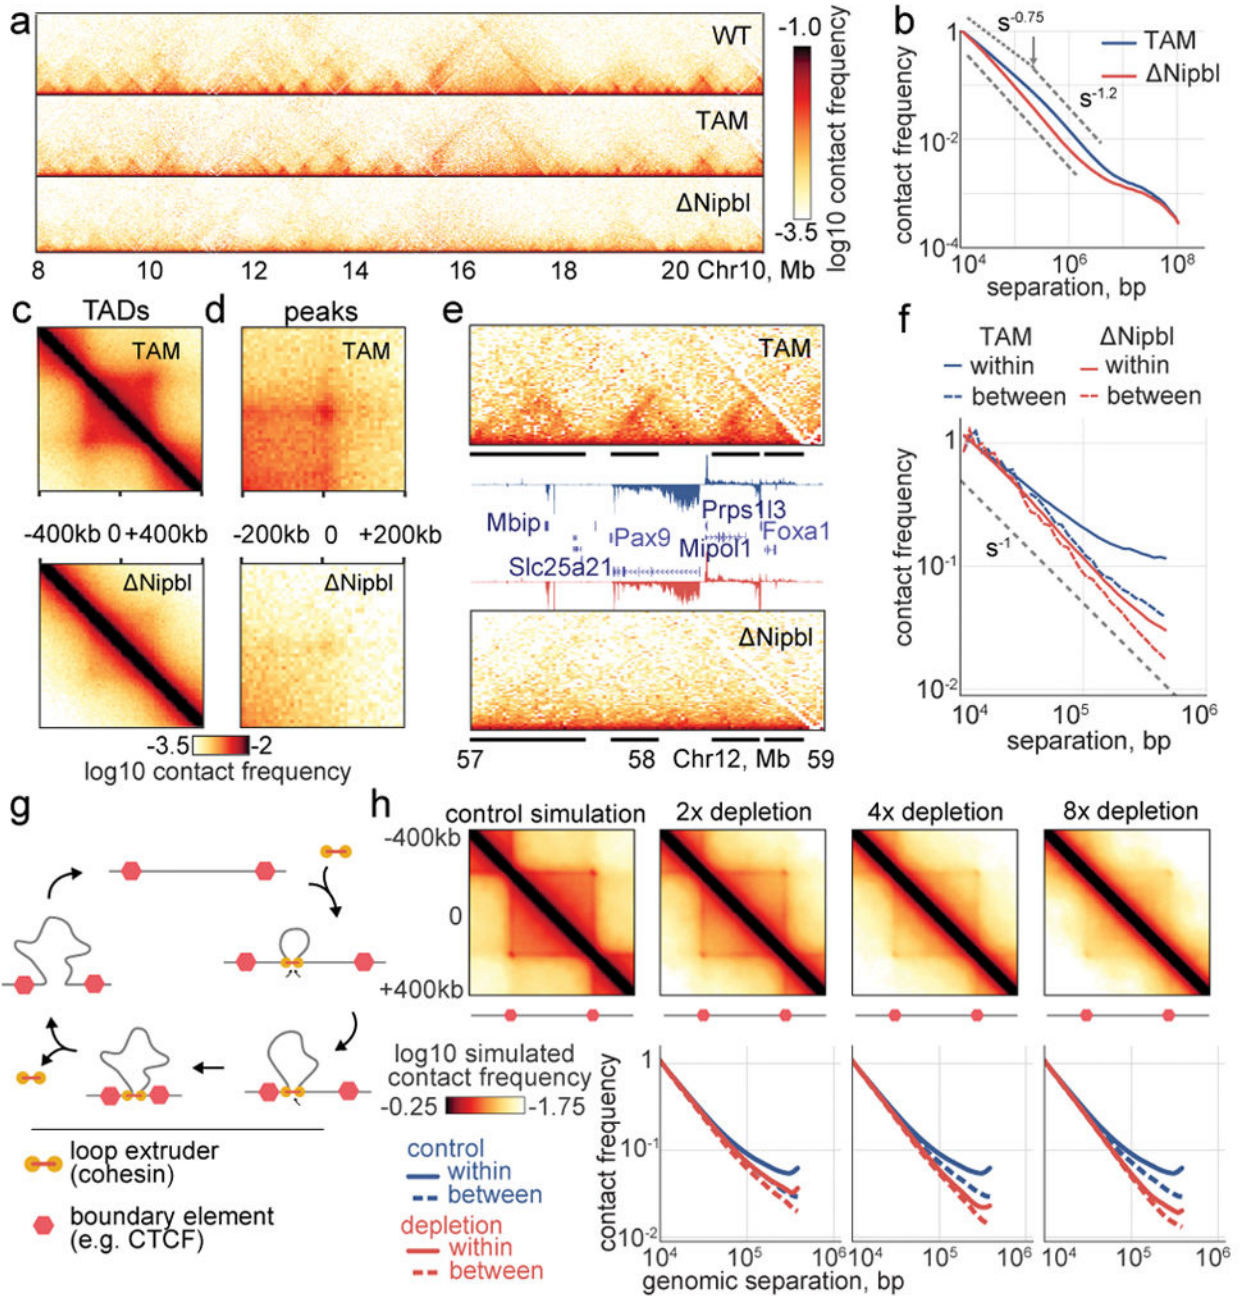 a
WT
TAM
ΔNipbl
-1.0
-3.5
log10 contact frequency
8 10 12 14 16 18 20 Chr10, Mb
b
TAM
ΔNipbl
s-0.75
s-1.2
1
10-2
10-4
contact frequency
104 106 108
separation, bp
c
TADs
TAM
-400kb 0 +400kb
ΔNipbl
d
peaks
TAM
-200kb 0 +200kb
ΔNipbl
-3.5 -2
log10 contact frequency
e
TAM
Mbip
Slc25a21
Pax9
Prps1l3
Mipol1
Foxa1
ΔNipbl
57 58 Chr12, Mb 59
f
TAM ΔNipbl
within within
between between
1
10-1
10-2
s-1
contact frequency
104 105 106
separation, bp
g
loop extruder
(cohesin)
boundary element
(e.g. CTCF)
h
control simulation 2x depletion 4x depletion 8x depletion
-400kb
0
+400kb
log10 simulated
contact frequency
-0.25 -1.75
control
within
between
depletion
within
between
contact frequency
1
10-1
10-2
104 105 106 104 105 106 104 105 106
genomic separation, bp